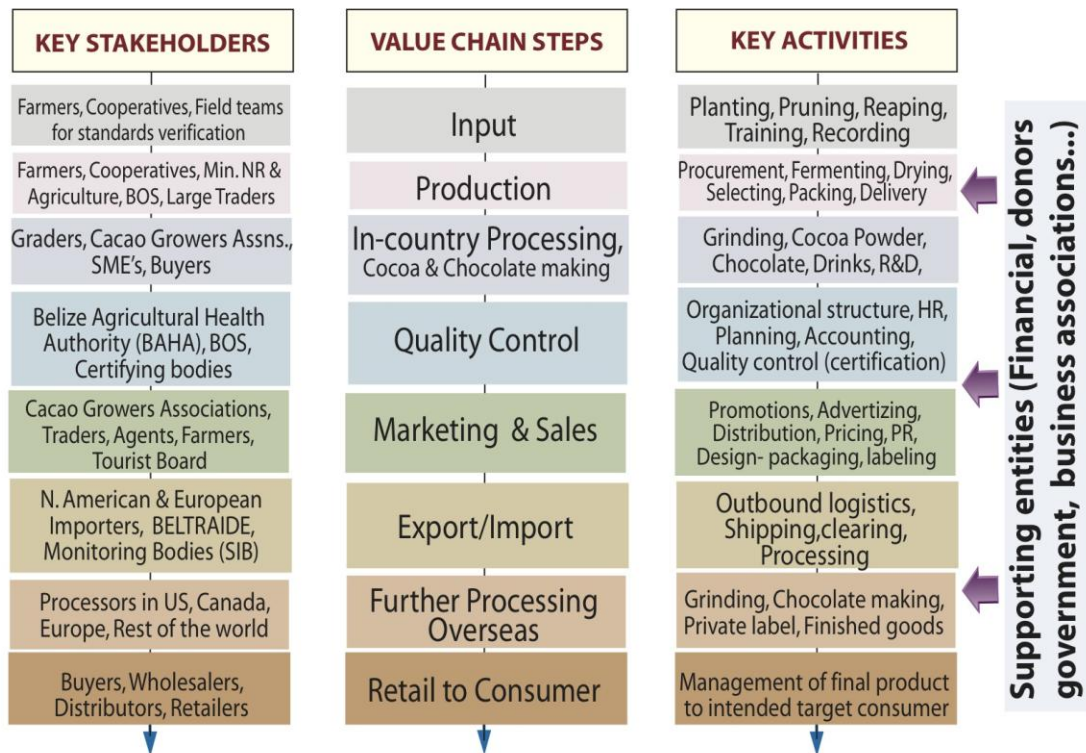 KEY STAKEHOLDERS
VALUE CHAIN STEPS
KEY ACTIVITIES
Farmers, Cooperatives, Field teams
for standards verification
Input
Planting, Pruning, Reaping,
Training, Recording
Farmers, Cooperatives, Min. NR &
Agriculture, BOS, Large Traders
Production
Procurement, Fermenting, Drying,
Selecting, Packing, Delivery
Graders, Cacao Growers Assns.,
SME's, Buyers
In-country Processing,
Cocoa & Chocolate making
Grinding, Cocoa Powder,
Chocolate, Drinks, R&D,
Belize Agricultural Health
Authority (BAHA), BOS,
Certifying bodies
Quality Control
Organizational structure, HR,
Planning, Accounting,
Quality control (certification)
Cacao Growers Associations,
Traders, Agents, Farmers,
Tourist Board
Marketing & Sales
Promotions, Advertizing,
Distribution, Pricing, PR,
Design- packaging, labeling
N. American & European
Importers, BELTRAIDE,
Monitoring Bodies (SIB)
Export/Import
Outbound logistics,
Shipping,clearing,
Processing
Processors in US, Canada,
Europe, Rest of the world
Further Processing
Overseas
Grinding, Chocolate making,
Private label, Finished goods
Buyers, Wholesalers,
Distributors, Retailers
Retail to Consumer
Management of final product
to intended target consumer
Supporting entities (Financial, donors
government, business associations...)